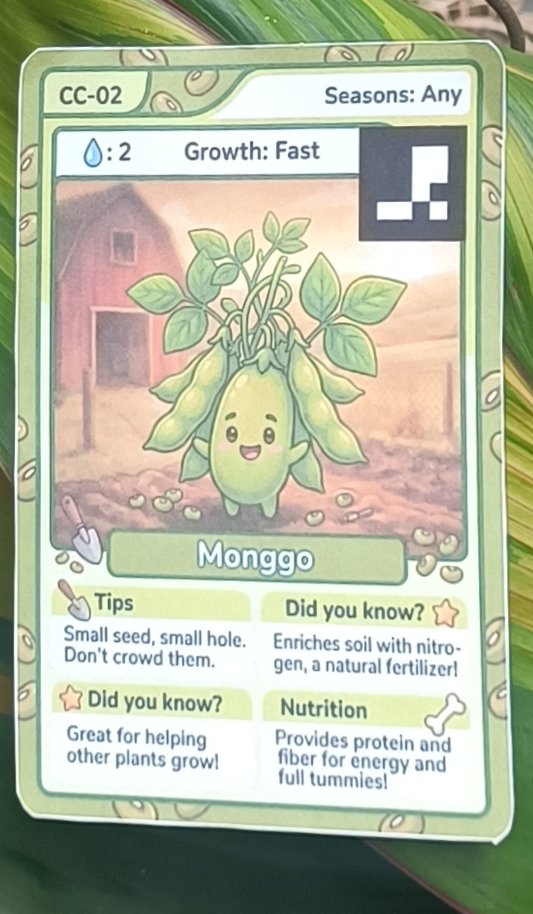 CC-02
Seasons: Any
: 2
Growth: Fast
Monggo
Tips
Small seed, small hole.
Don't crowd them.
Did you know?
Enriches soil with nitro-
gen, a natural fertilizer!
Did you know?
Great for helping
other plants grow!
Nutrition
Provides protein and
fiber for energy and
full tummies!